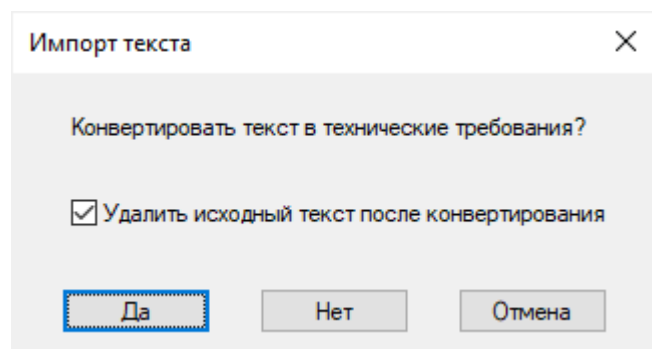 Импорт текста
Конвертировать текст в технические требования?
Удалить исходный текст после конвертирования
Да Нет Отмена